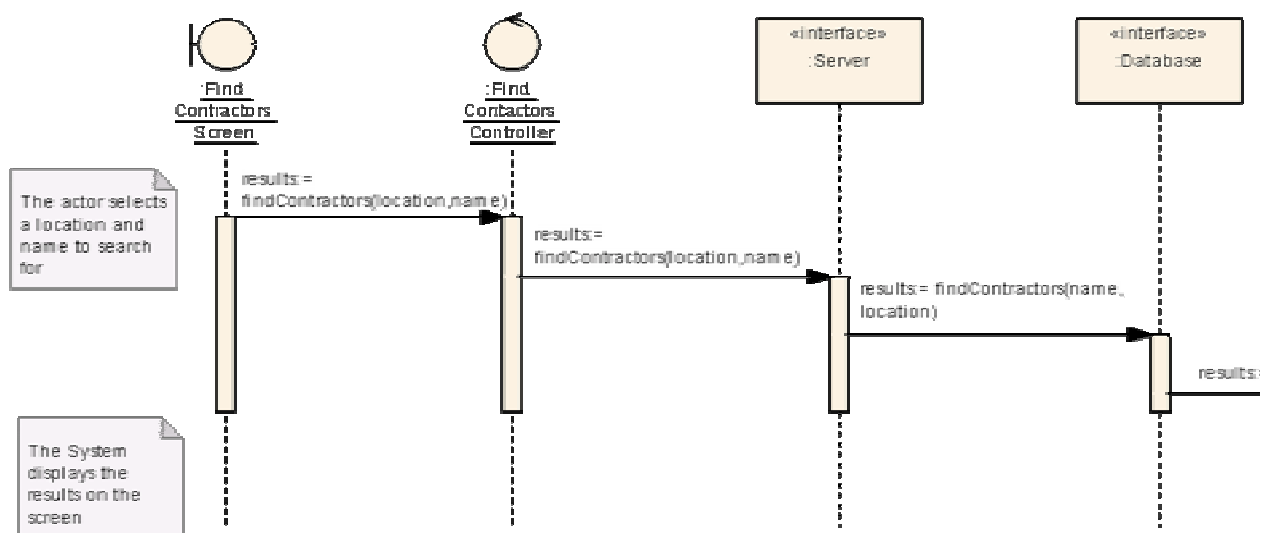 :Find
Contractors
Screen
:Find
Contactors
Controller
«interface»
:Server
«interface»
:Database
The actor selects
a location and
name to search
for
results:=
findContractors(location,name)
results:=
findContractors(location,name)
results:= findContractors(name,
location)
results:
The System
displays the
results on the
screen